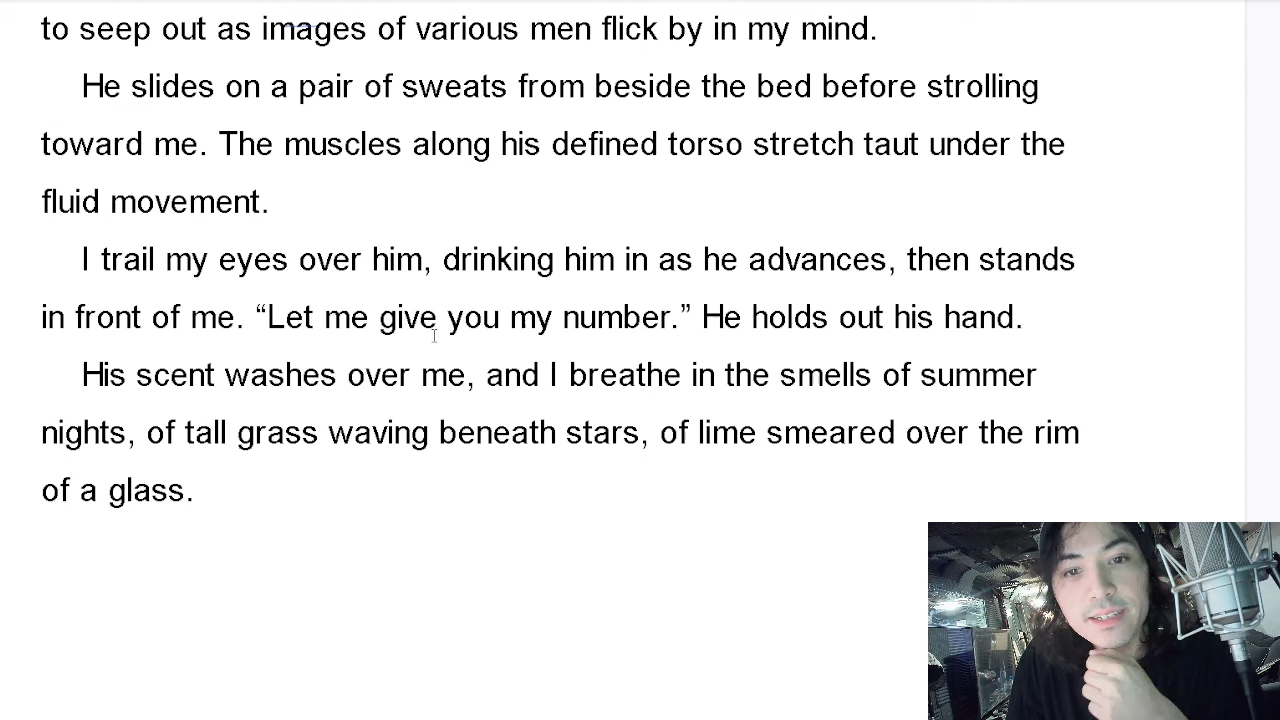 to seep out as images of various men flick by in my mind.
He slides on a pair of sweats from beside the bed before strolling
toward me. The muscles along his defined torso stretch taut under the
fluid movement.
I trail my eyes over him, drinking him in as he advances, then stands
in front of me. “Let me give you my number.” He holds out his hand.
His scent washes over me, and I breathe in the smells of summer
nights, of tall grass waving beneath stars, of lime smeared over the rim
of a glass.